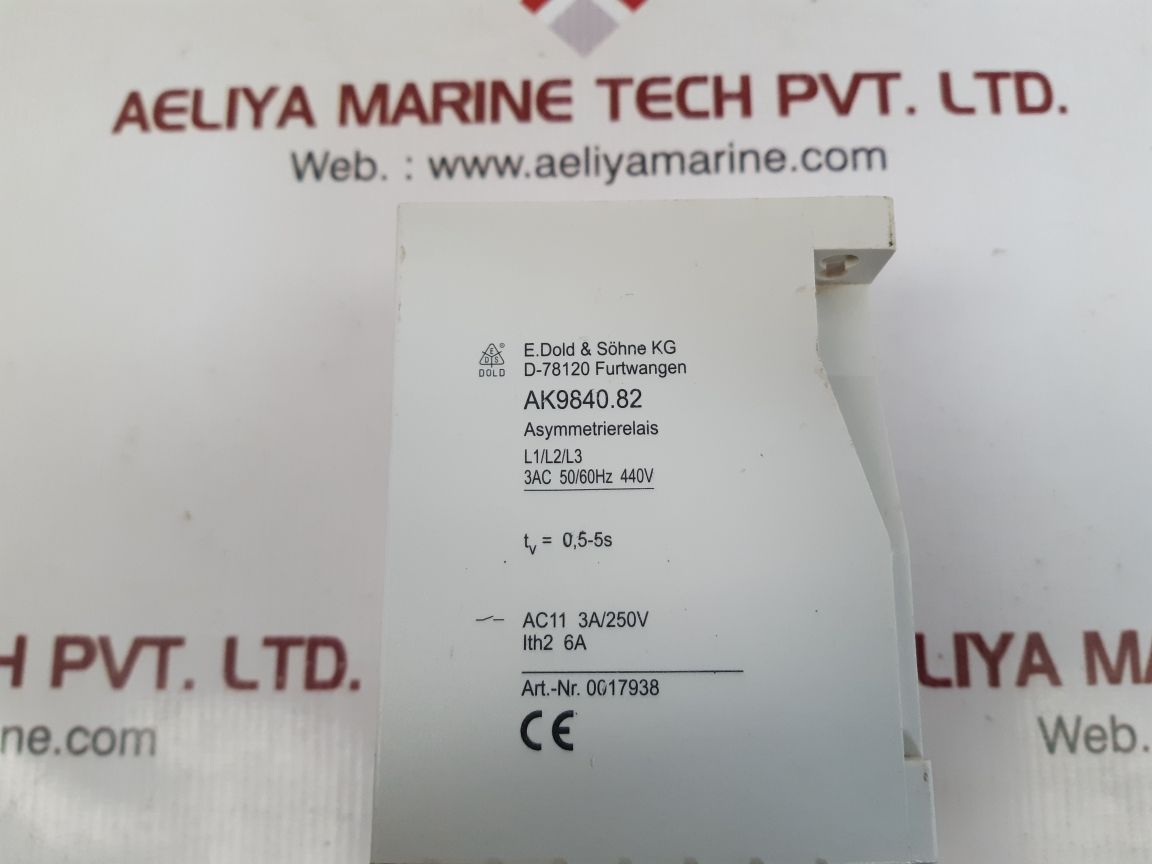 AELIYA MARINE TECH PVT. LTD.
Web. : www.aeliyamarine.com
E
D S
®
DOLD
E.Dold & Söhne KG
D-78120 Furtwangen
AK9840.82
Asymmetrierelais
L1/L2/L3
3AC 50/60Hz 440V
tv = 0,5-5s
AC11 3A/250V
Ith2 6A
Art.-Nr. 0017938
CE
H PVT. LTD.
ne.com
LIYA MA
Web.